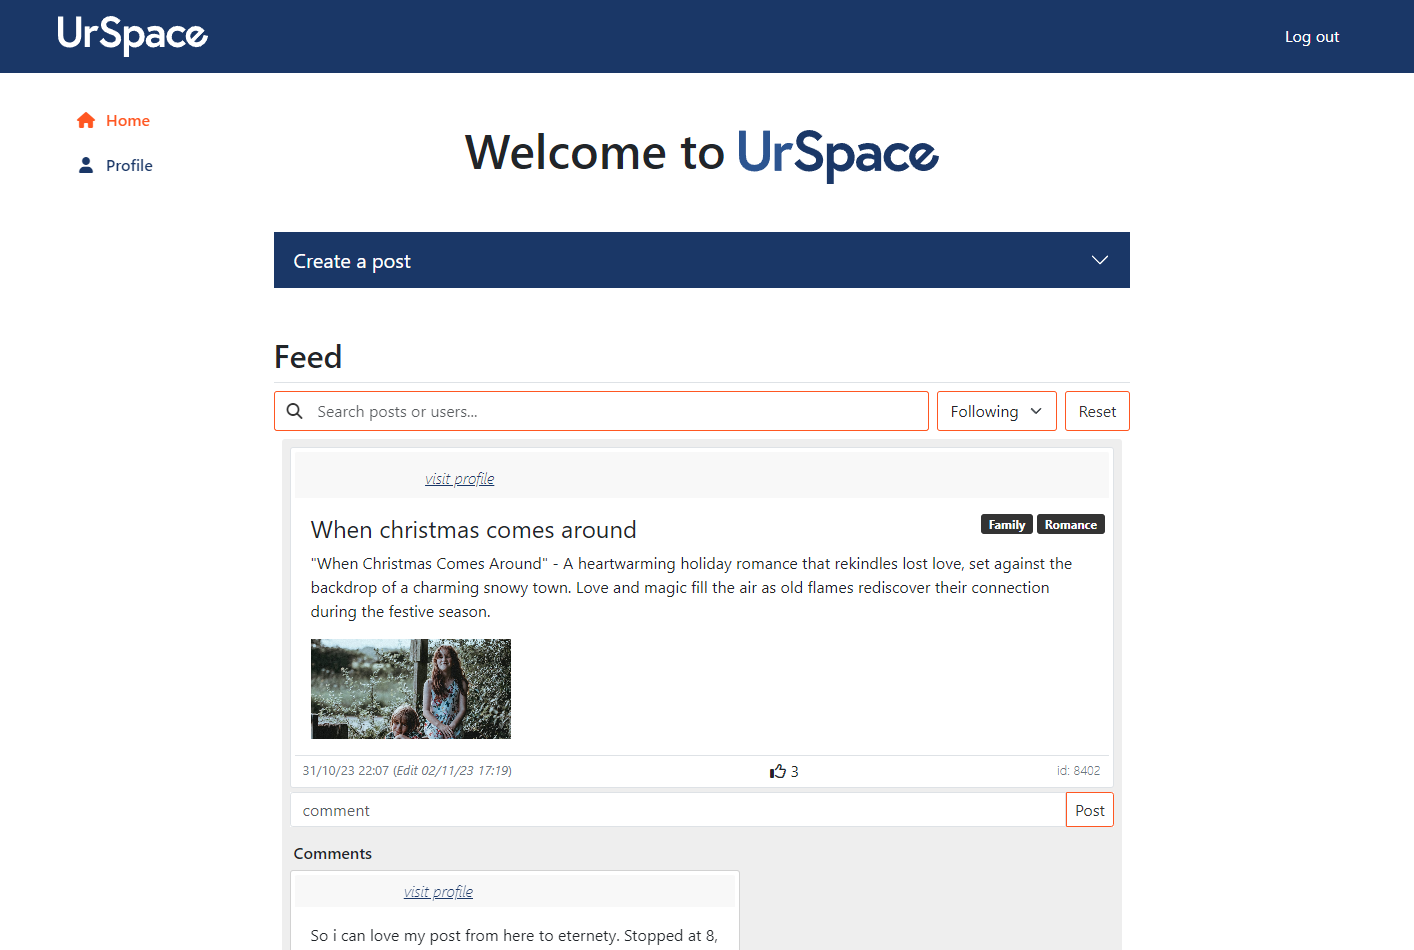 UrSpace
Log out
Home
Profile
Welcome to UrSpace
Create a post
Feed
Search posts or users...
Following
Reset
visit profile
When christmas comes around
Family Romance
"When Christmas Comes Around" - A heartwarming holiday romance that rekindles lost love, set against the
backdrop of a charming snowy town. Love and magic fill the air as old flames rediscover their connection
during the festive season.
31/10/23 22:07 (Edit 02/11/23 17:19)
3
id: 8402
comment
Post
Comments
visit profile
So i can love my post from here to eternety. Stopped at 8,